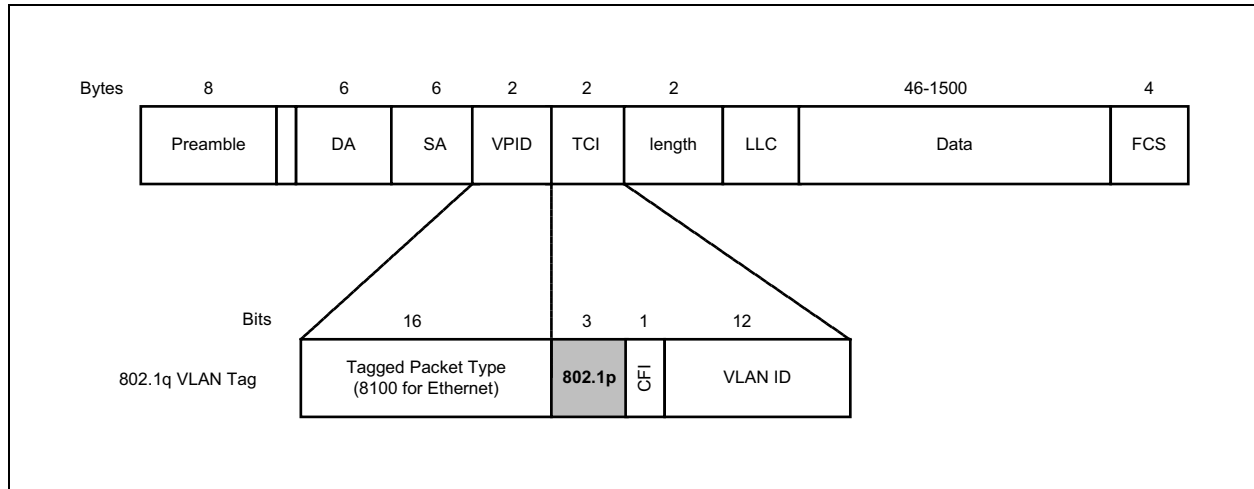 Bytes 8 6 6 2 2 2 46-1500 4
Preamble DA SA VPID TCI length LLC Data FCS
Bits 16 3 1 12
802.1q VLAN Tag
Tagged Packet Type
(8100 for Ethernet)
802.1p
CFI
VLAN ID